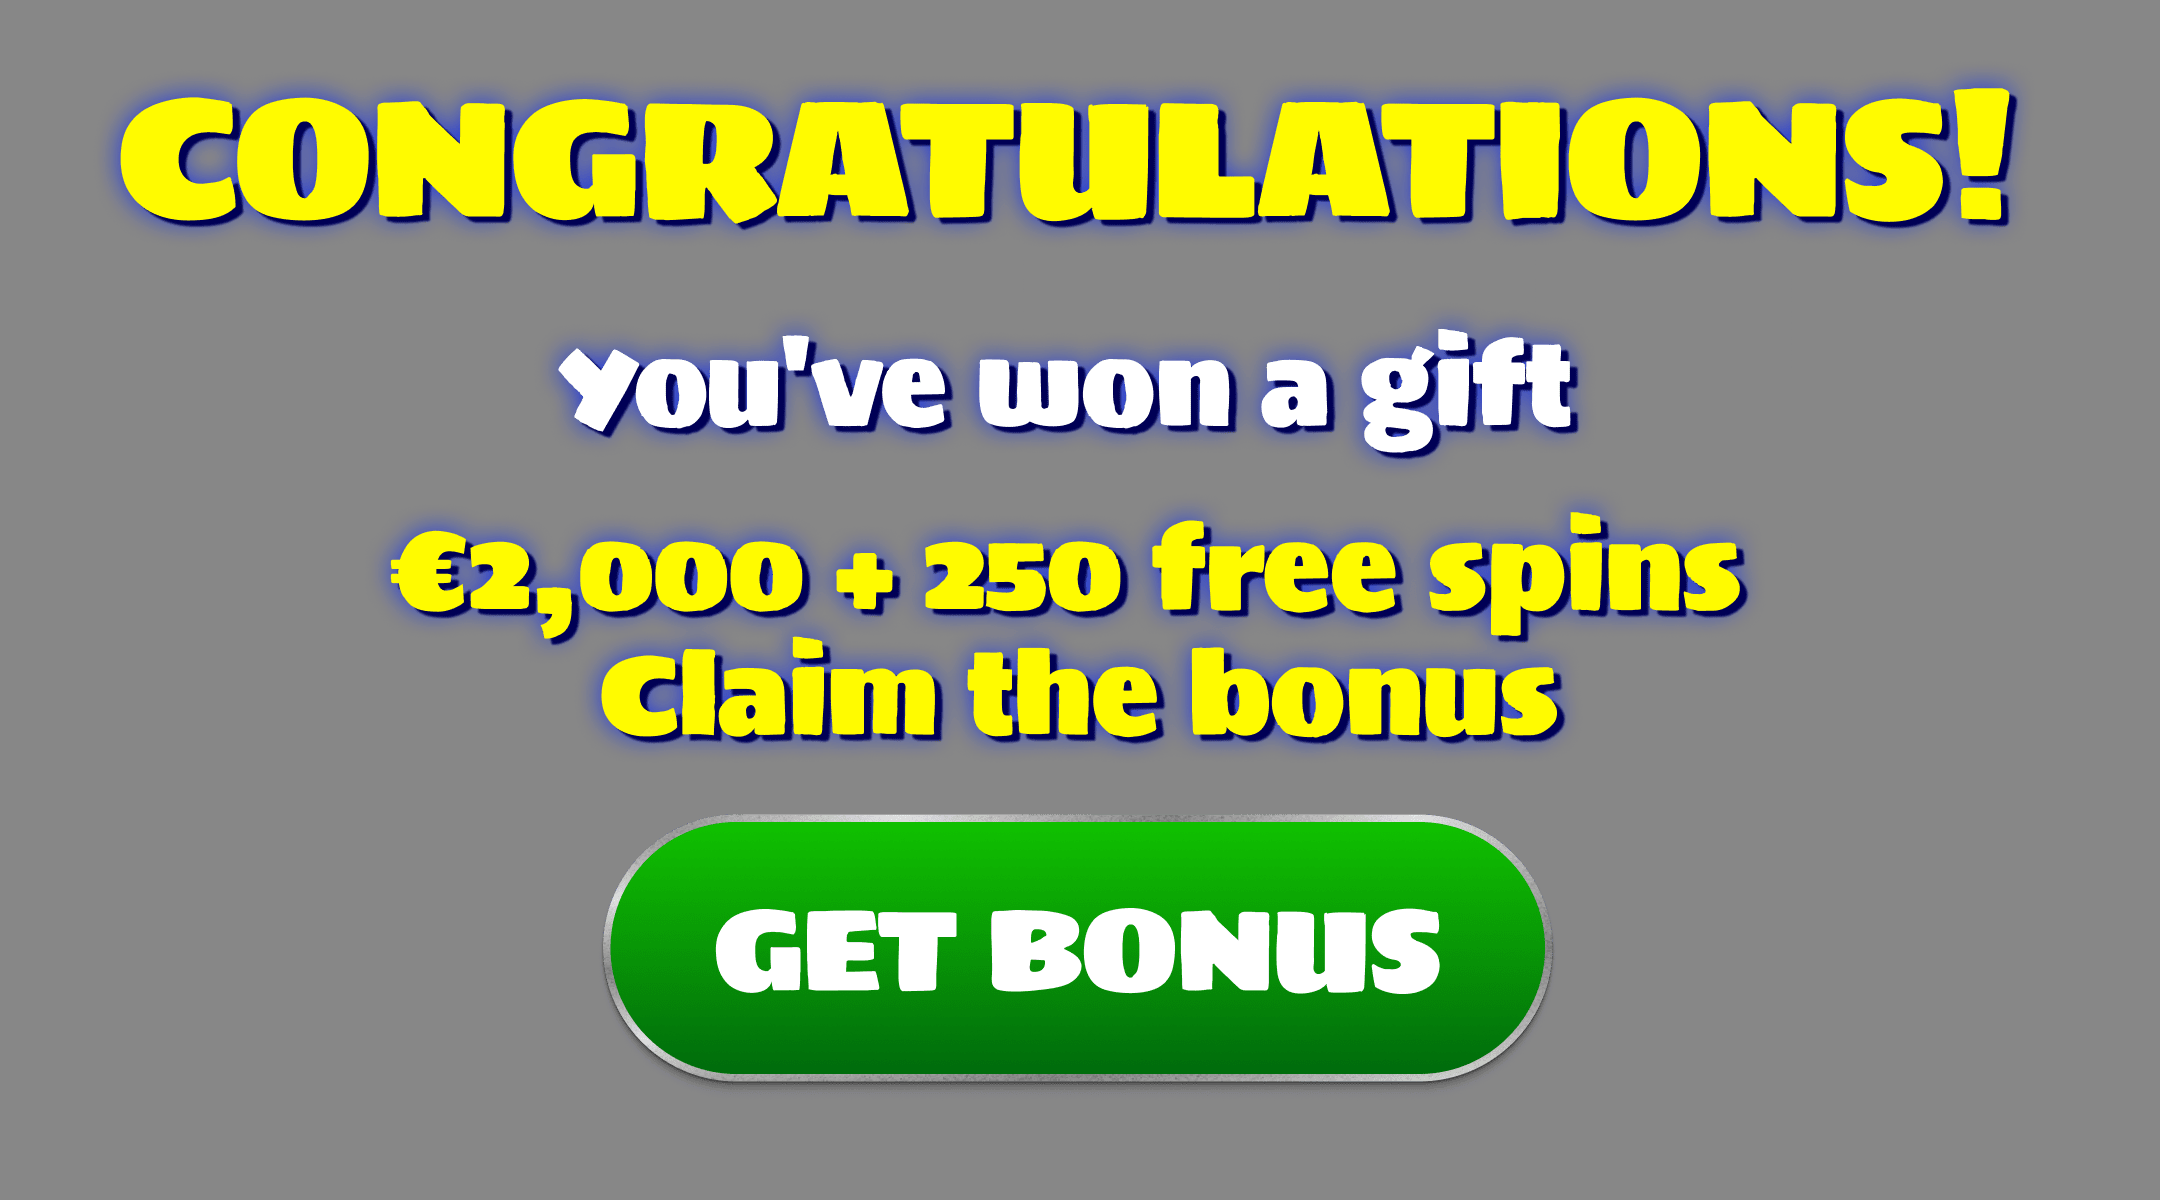 CONGRATULATIONS!
You've won a gift
€2,000 + 250 free spins
Claim the bonus
GET BONUS